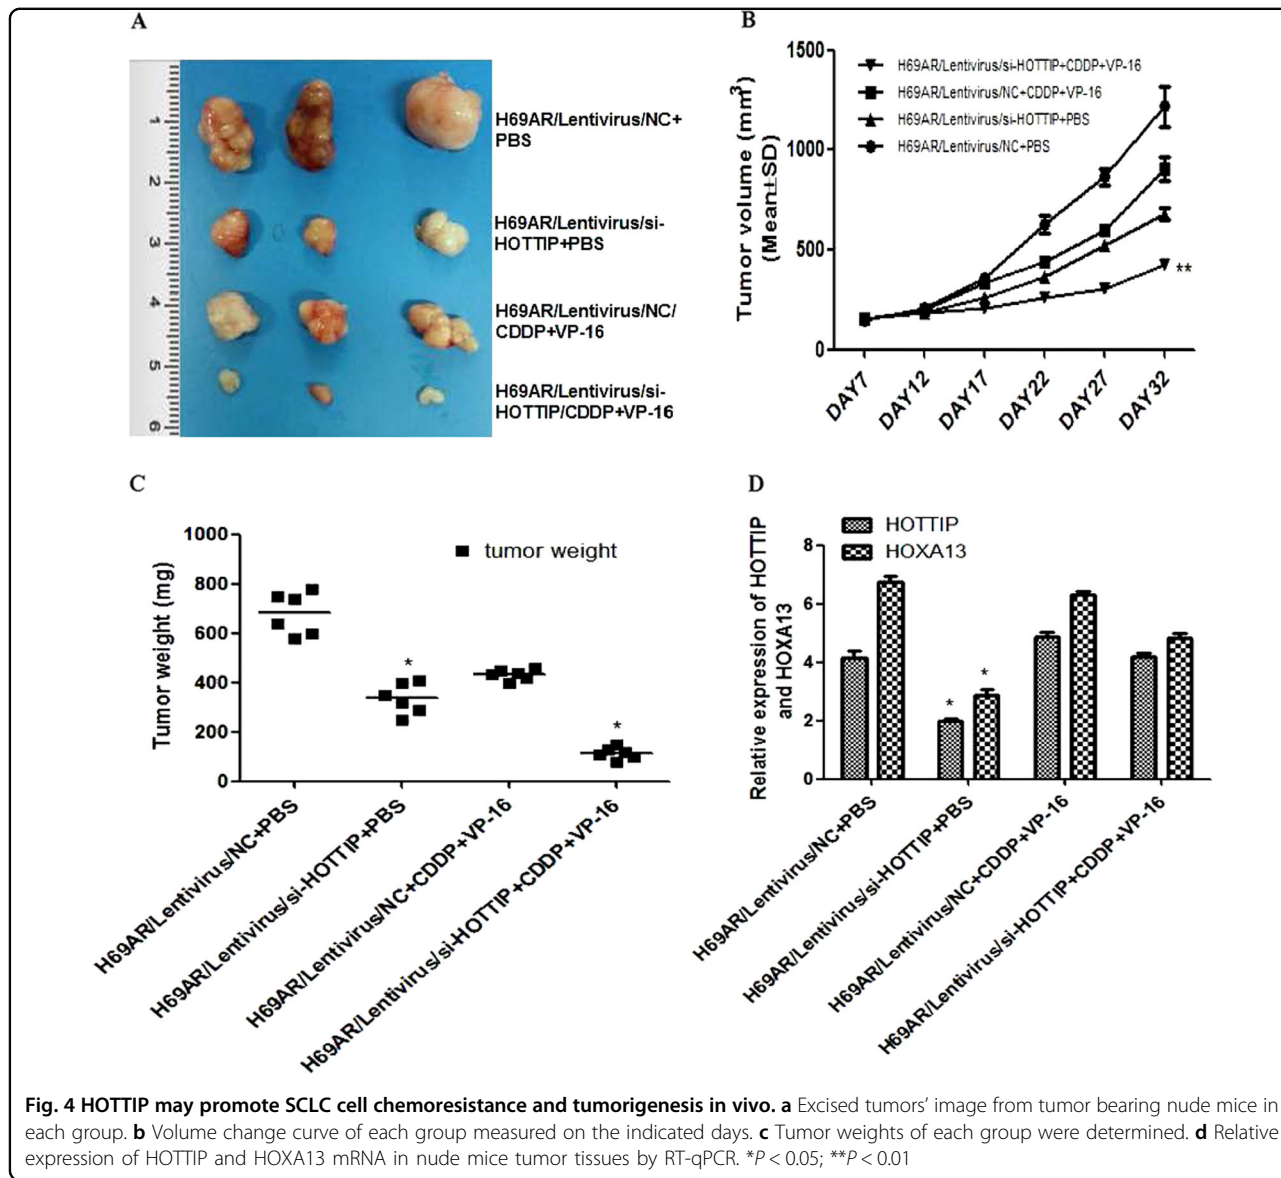 A
1
2
3
4
5
6
H69AR/Lentivirus/NC+
PBS
H69AR/Lentivirus/si-
HOTTIP+PBS
H69AR/Lentivirus/NC/
CDDP+VP-16
H69AR/Lentivirus/si-
HOTTIP/CDDP+VP-16
B
Tumor volume (mm³)
(Mean±SD)
1500
1000
500
0
H69AR/Lentivirus/si-HOTTIP+CDDP+VP-16
H69AR/Lentivirus/NC+CDDP+VP-16
H69AR/Lentivirus/si-HOTTIP+PBS
H69AR/Lentivirus/NC+PBS
**
DAY7
DAY12
DAY17
DAY22
DAY27
DAY32
C
Tumor weight (mg)
1000
800
600
400
200
0
tumor weight
*
*
H69AR/Lentivirus/NC+PBS
H69AR/Lentivirus/si-HOTTIP+PBS
H69AR/Lentivirus/NC+CDDP+VP-16
H69AR/Lentivirus/si-HOTTIP+CDDP+VP-16
D
Relative expression of HOTTIP
and HOXA13
8
6
4
2
0
HOTTIP
HOXA13
*
*
H69AR/Lentivirus/NC+PBS
H69AR/Lentivirus/si-HOTTIP+PBS
H69AR/Lentivirus/NC+CDDP+VP-16
H69AR/Lentivirus/si-HOTTIP+CDDP+VP-16
Fig. 4 HOTTIP may promote SCLC cell chemoresistance and tumorigenesis in vivo. a Excised tumors' image from tumor bearing nude mice in
each group. b Volume change curve of each group measured on the indicated days. c Tumor weights of each group were determined. d Relative
expression of HOTTIP and HOXA13 mRNA in nude mice tumor tissues by RT-qPCR. *P < 0.05; **P < 0.01